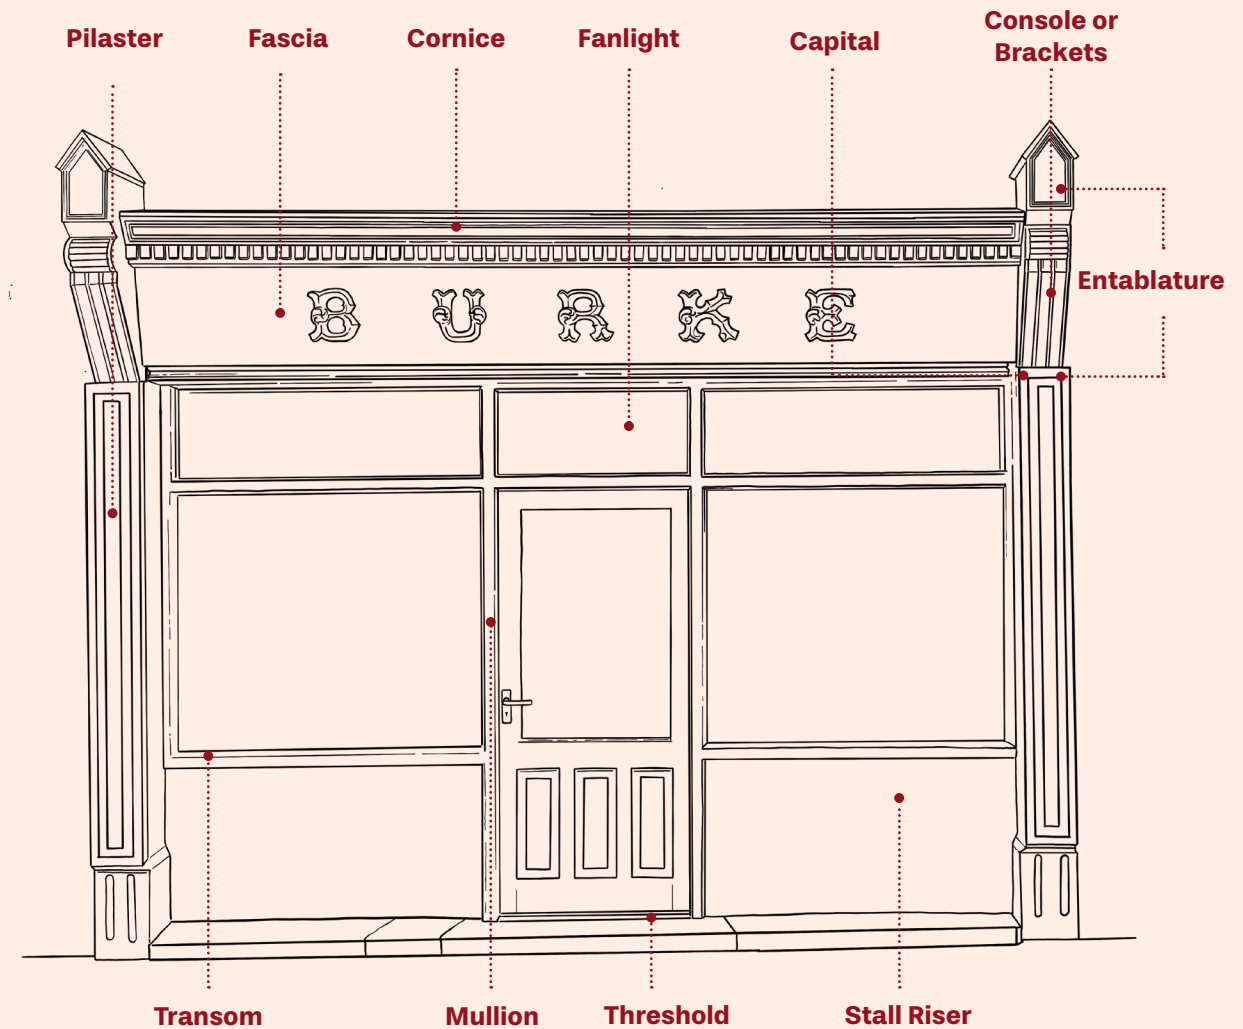 Pilaster
Fascia
Cornice
Fanlight
Capital
Console or
Brackets
Entablature
BURKE
Transom
Mullion
Threshold
Stall Riser